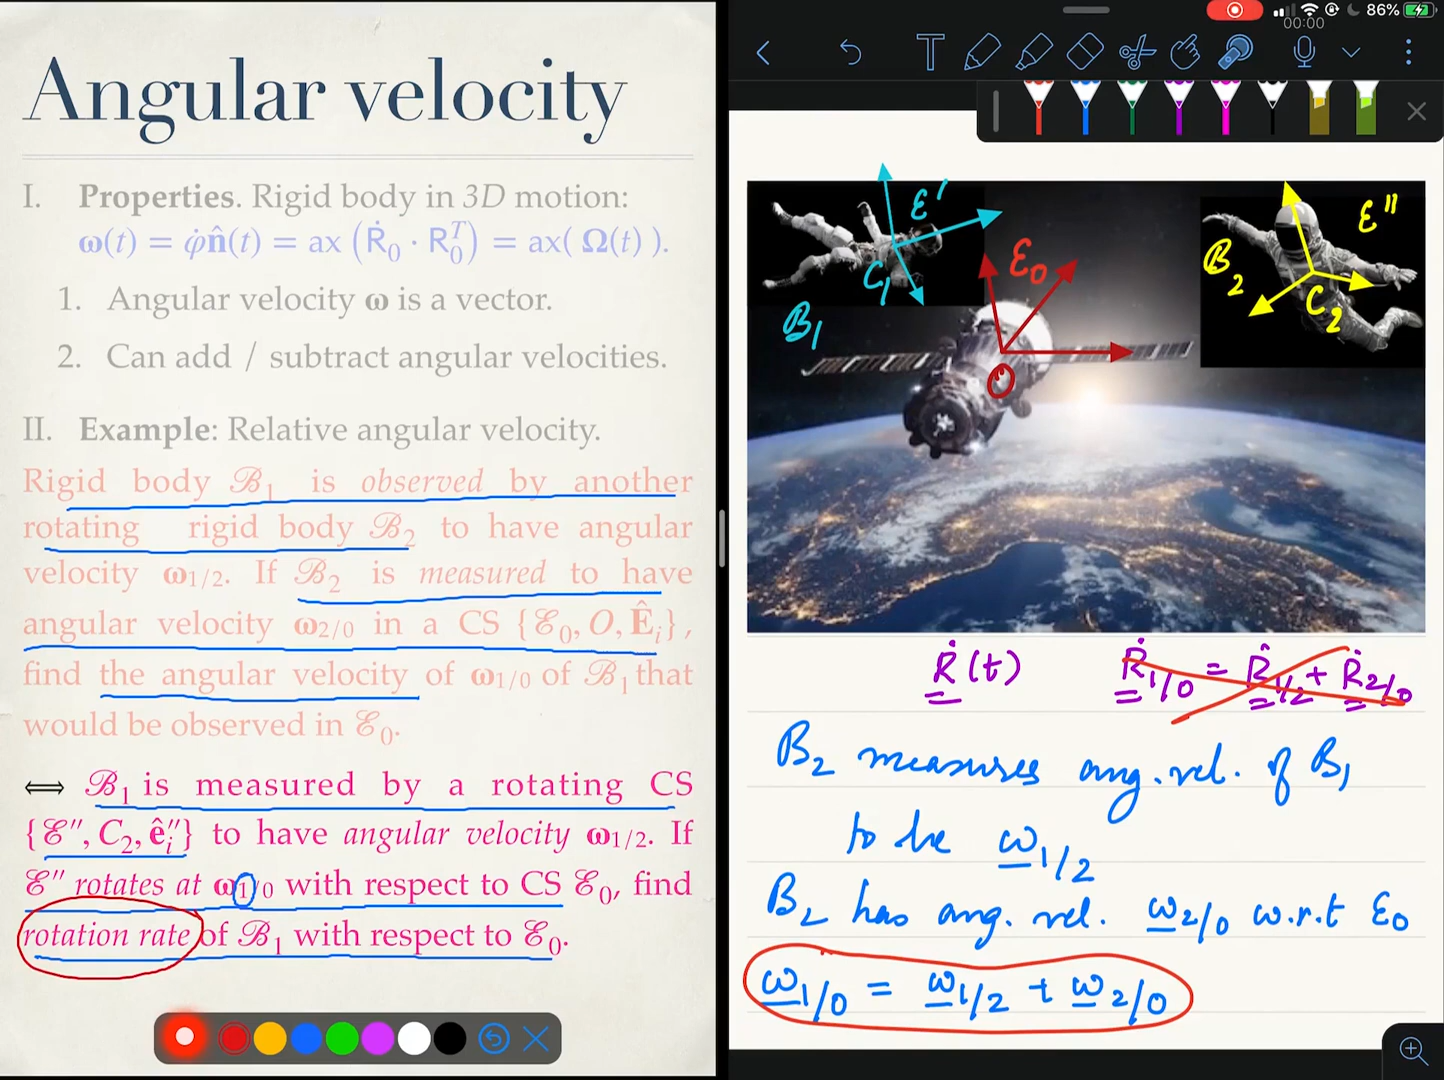 Angular velocity
I. Properties. Rigid body in 3D motion:
ω(t) = φ̇n̂(t) = ax (Ṙ₀ · R₀ᵀ) = ax( Ω(t) ).
1. Angular velocity ω is a vector.
2. Can add / subtract angular velocities.
II. Example: Relative angular velocity.
Rigid body ℬ₁ is observed by another
rotating rigid body ℬ₂ to have angular
velocity ω1/2. If ℬ₂ is measured to have
angular velocity ω2/0 in a CS {ℰ₀, O, Êᵢ},
find the angular velocity of ω1/0 of ℬ₁ that
would be observed in ℰ₀.
⟺ ℬ₁ is measured by a rotating CS
{ℰ″, C₂, ê″ᵢ} to have angular velocity ω1/2. If
ℰ″ rotates at ω1/0 with respect to CS ℰ₀, find
rotation rate of ℬ₁ with respect to ℰ₀.
86%
00:00
T
ℰ′
C₁
ℬ₁
ℰ₀
O
ℰ″
ℬ₂
C₂
Ṙ(t) Ṙ1/0 = Ṙ1/2 + Ṙ2/0
ℬ₂ measures ang. vel. of ℬ₁
to be ω1/2
ℬ₂ has ang. vel. ω2/0 w.r.t ℰ₀
ω1/0 = ω1/2 + ω2/0